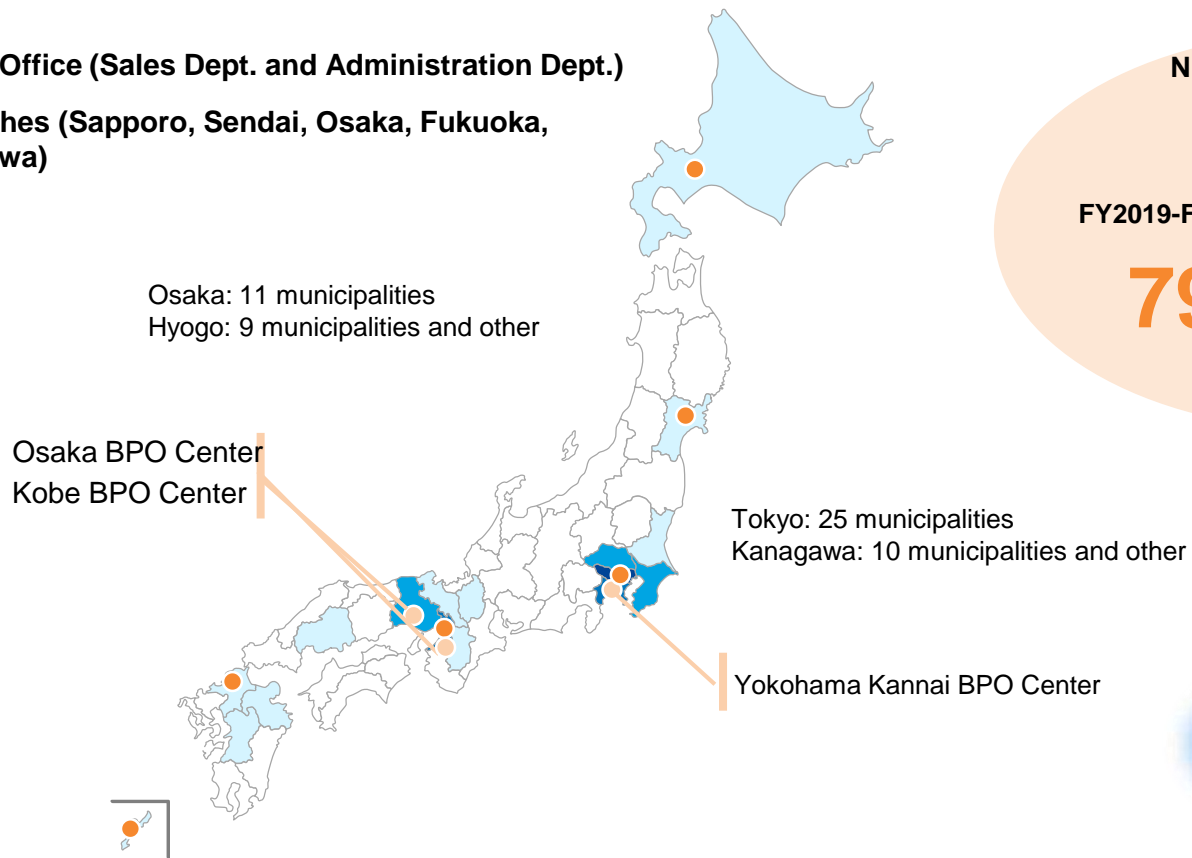 Office (Sales Dept. and Administration Dept.)
hes (Sapporo, Sendai, Osaka, Fukuoka,
wa)
N
FY2019-F
79
Osaka: 11 municipalities
Hyogo: 9 municipalities and other
Osaka BPO Center
Kobe BPO Center
Tokyo: 25 municipalities
Kanagawa: 10 municipalities and other
Yokohama Kannai BPO Center